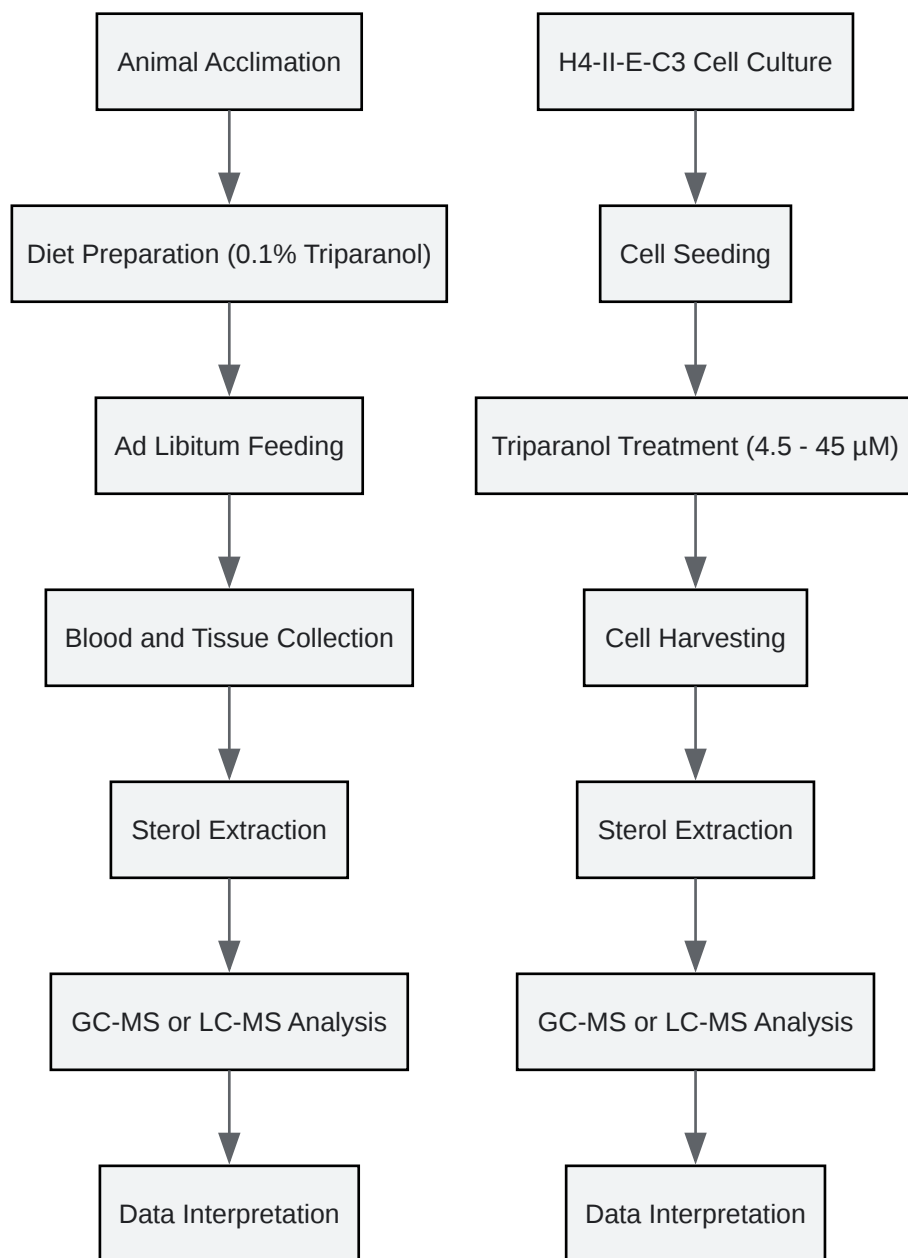 Animal Acclimation
Diet Preparation (0.1% Triparanol)
Ad Libitum Feeding
Blood and Tissue Collection
Sterol Extraction
GC-MS or LC-MS Analysis
Data Interpretation
H4-II-E-C3 Cell Culture
Cell Seeding
Triparanol Treatment (4.5 - 45 µM)
Cell Harvesting
Sterol Extraction
GC-MS or LC-MS Analysis
Data Interpretation